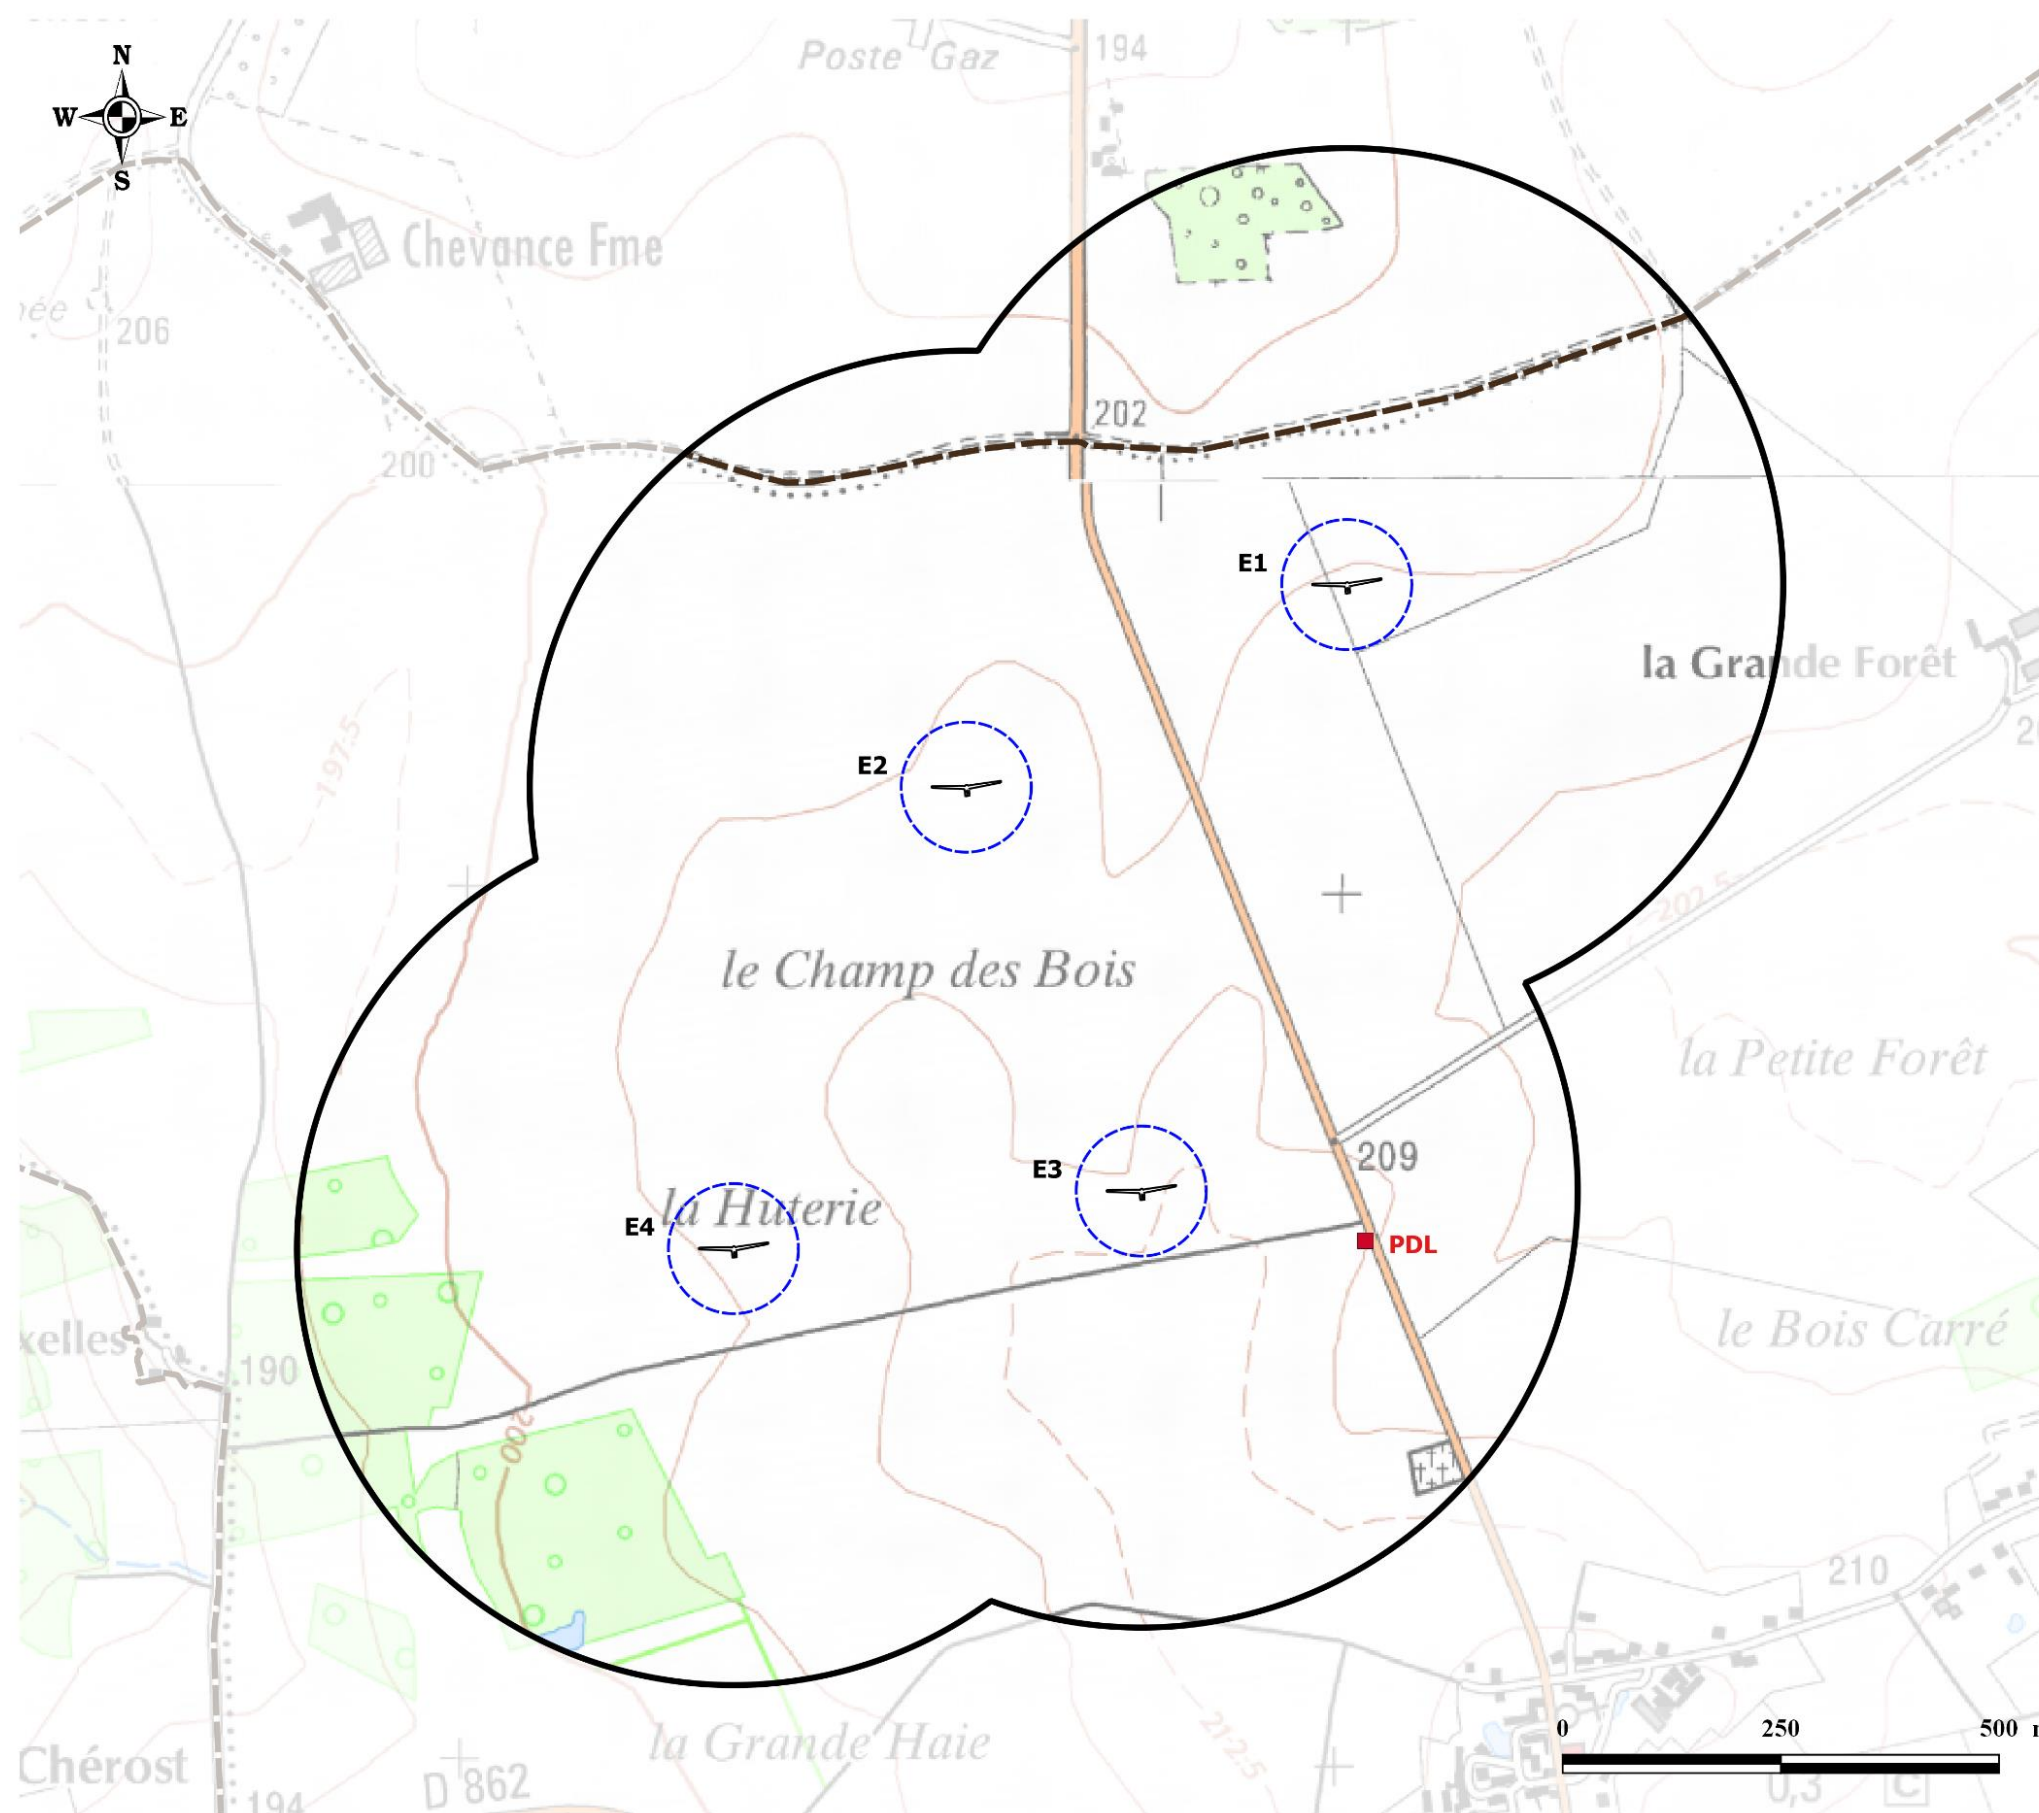 N
W E
S
Poste Gaz
194
Chevance Fme
206
202
200
E1
la Grande Forêt
E2
197.5
202.5
le Champ des Bois
la Petite Forêt
209
E3
la Huterie
E4
PDL
le Bois Carré
xelles
190
200
210
la Grande Haie
212.5
0 250 500
Chérost
D 862
194
0,3 C